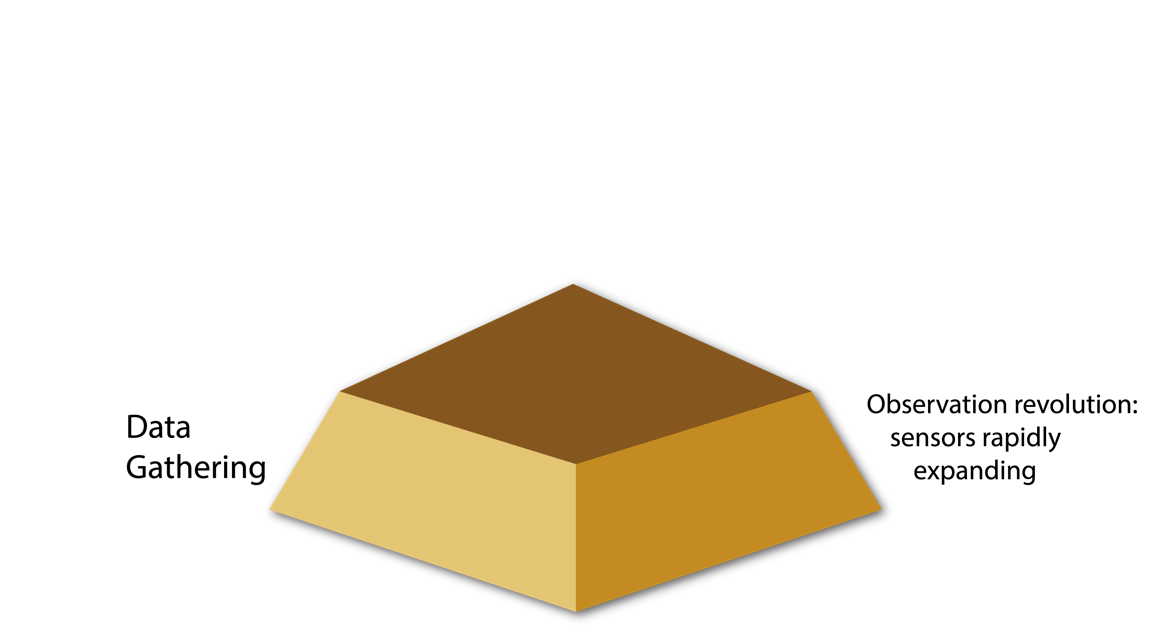 Data
Gathering
Observation revolution:
sensors rapidly
expanding